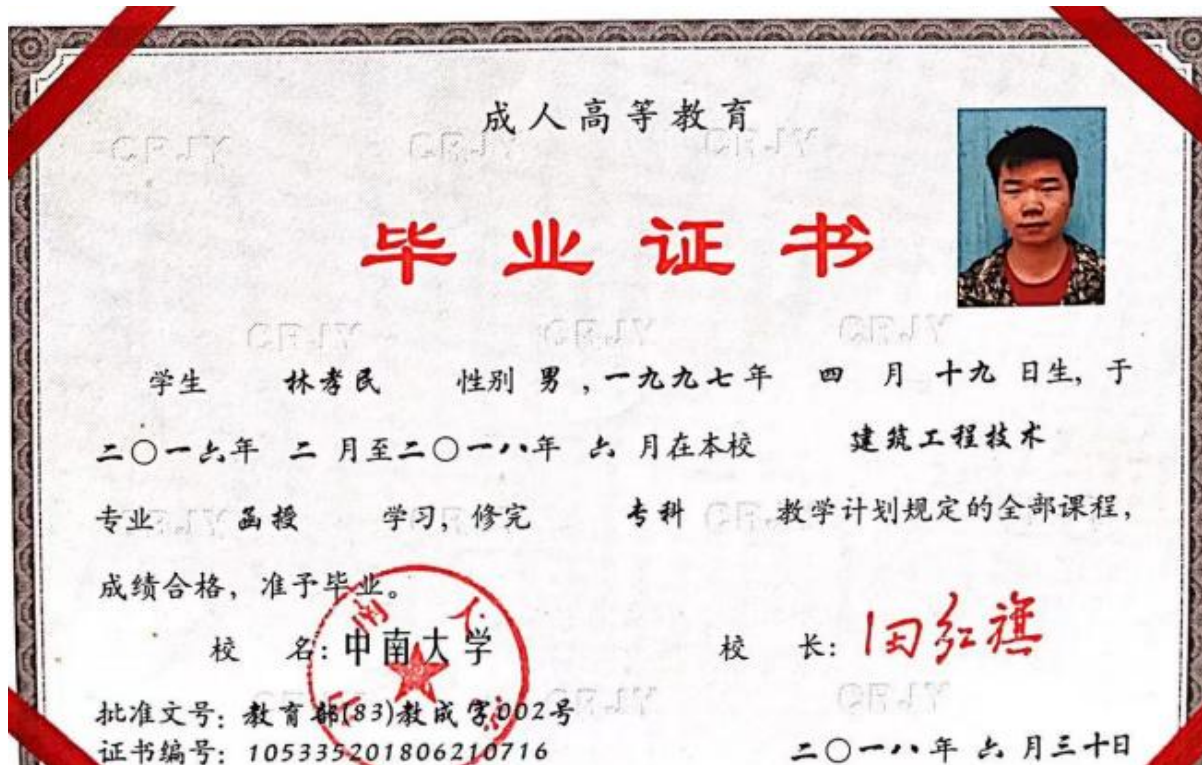 成人高等教育
毕业证书
学生 林孝民 性别 男，一九九七年 四 月 十九 日生，于
二〇一六年 二 月至二〇一八年 六 月在本校 建筑工程技术
专业 函授 学习，修完 专科 教学计划规定的全部课程，
成绩合格，准予毕业。
校 名：中南大学
校 长：田红旗
批准文号：教育部(83)教成字002号
证书编号：105335201806210716
二〇一八年 六 月三十日